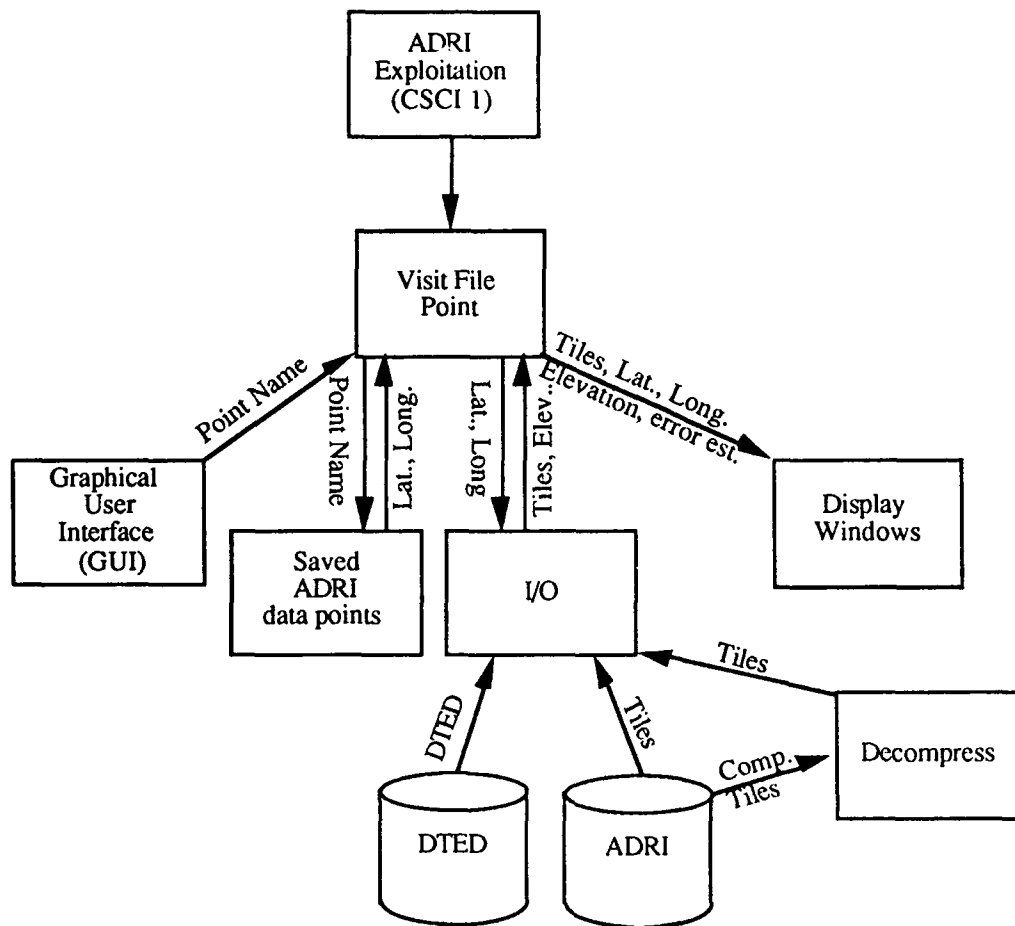 ADRI
Exploitation
(CSCI 1)
Visit File
Point
Point Name
Point Name
Lat., Long.
Lat., Long
Tiles, Elev..
Tiles, Lat., Long.
Elevation, error est.
Graphical
User
Interface
(GUI)
Saved
ADRI
data points
I/O
Display
Windows
Tiles
DTED
Tiles
Comp.
Tiles
Decompress
DTED
ADRI